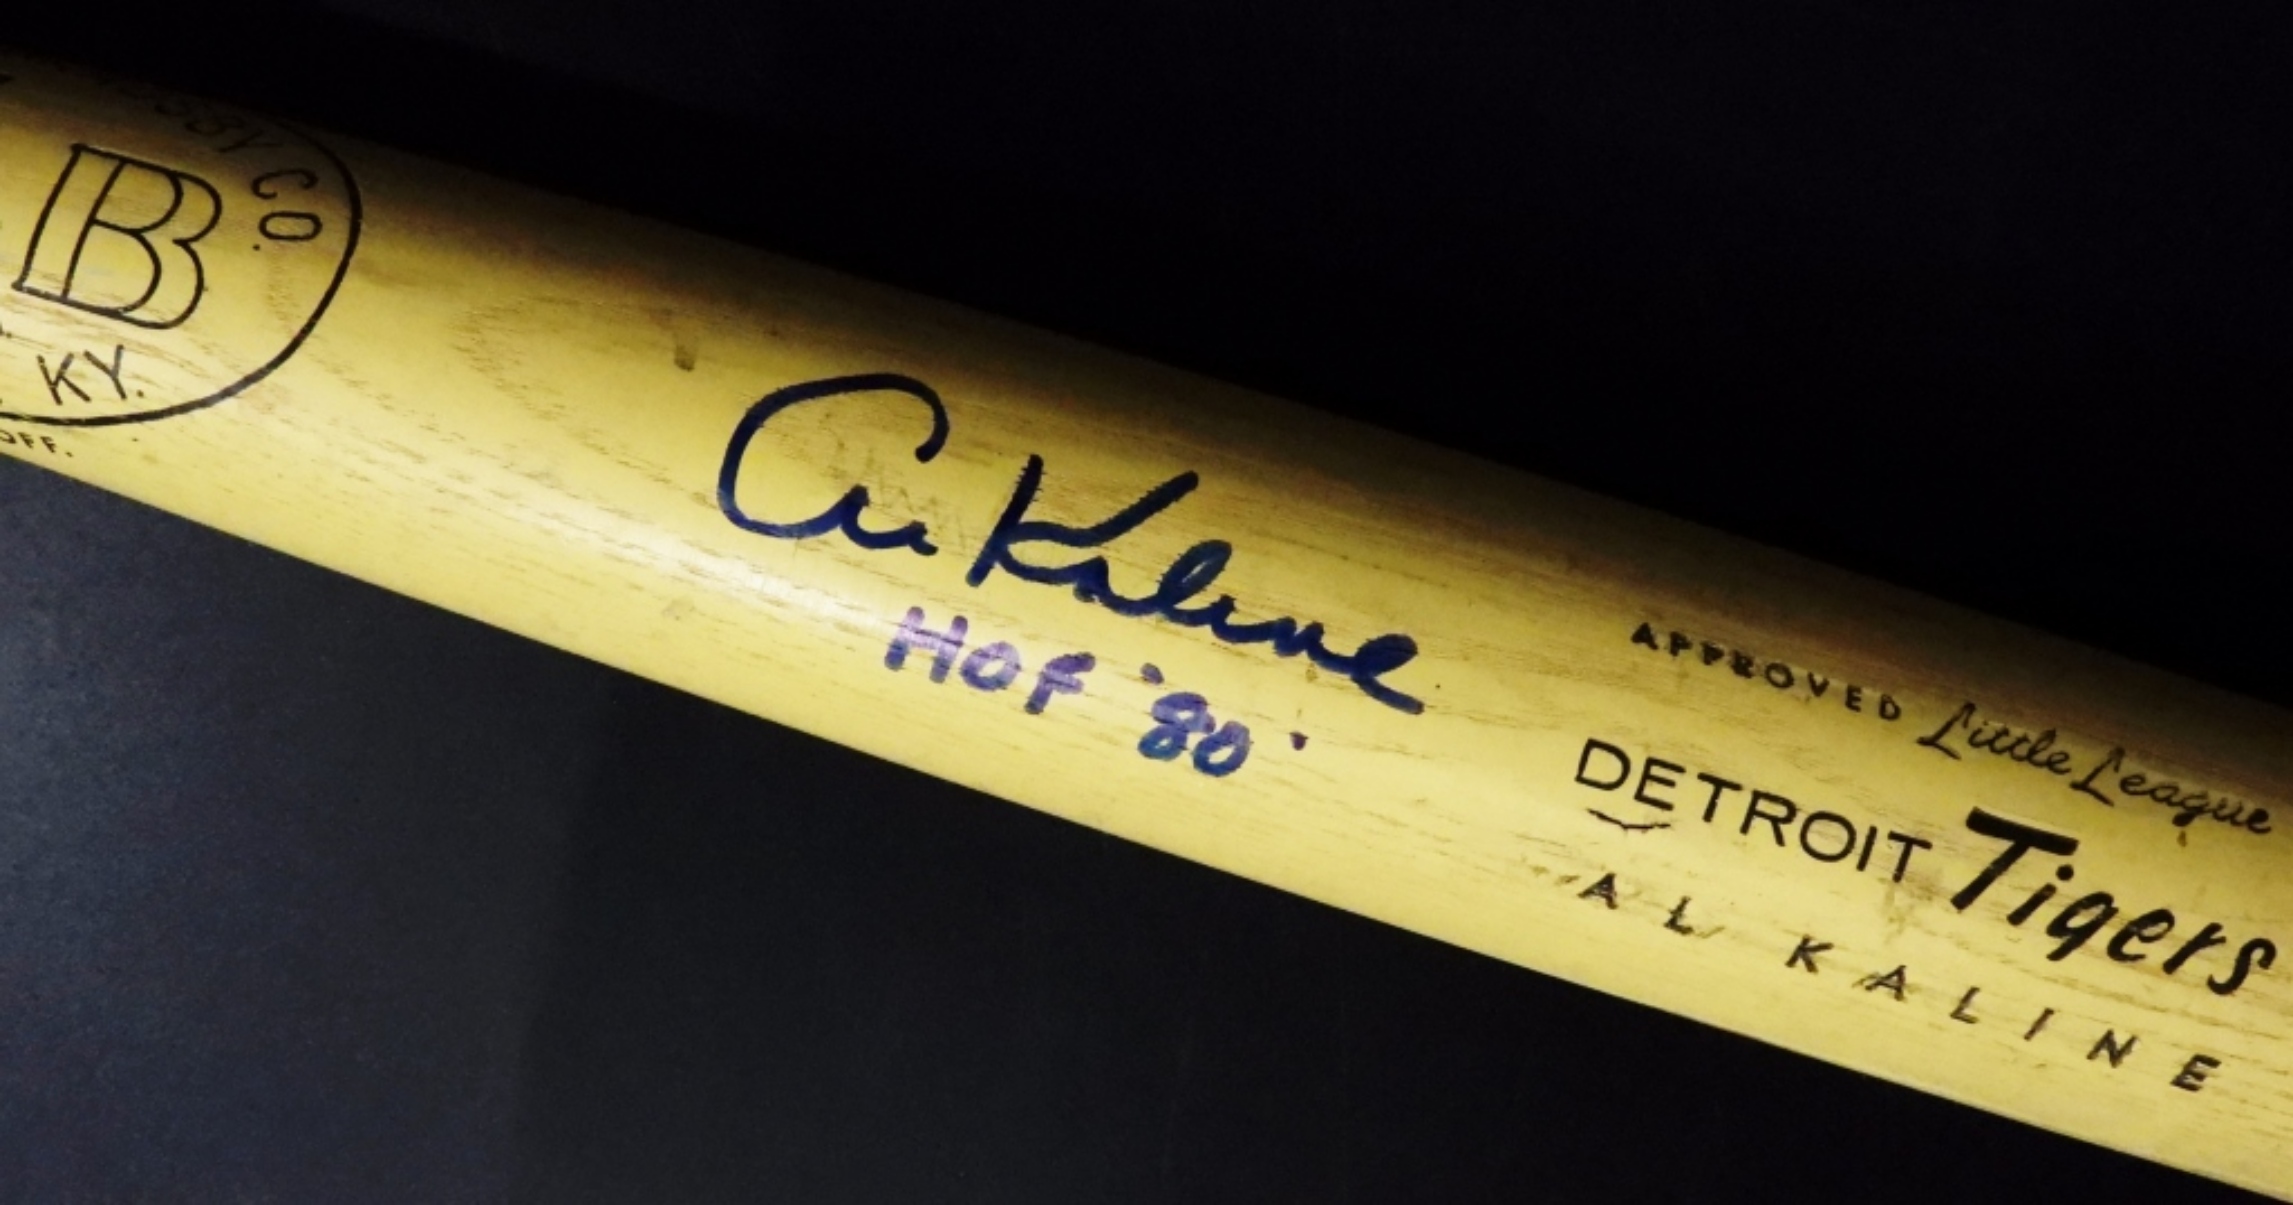 CO.
B
KY.
OFF.
Al Kaline
HOF '80
APPROVED Little League
DETROIT Tigers
AL KALINE